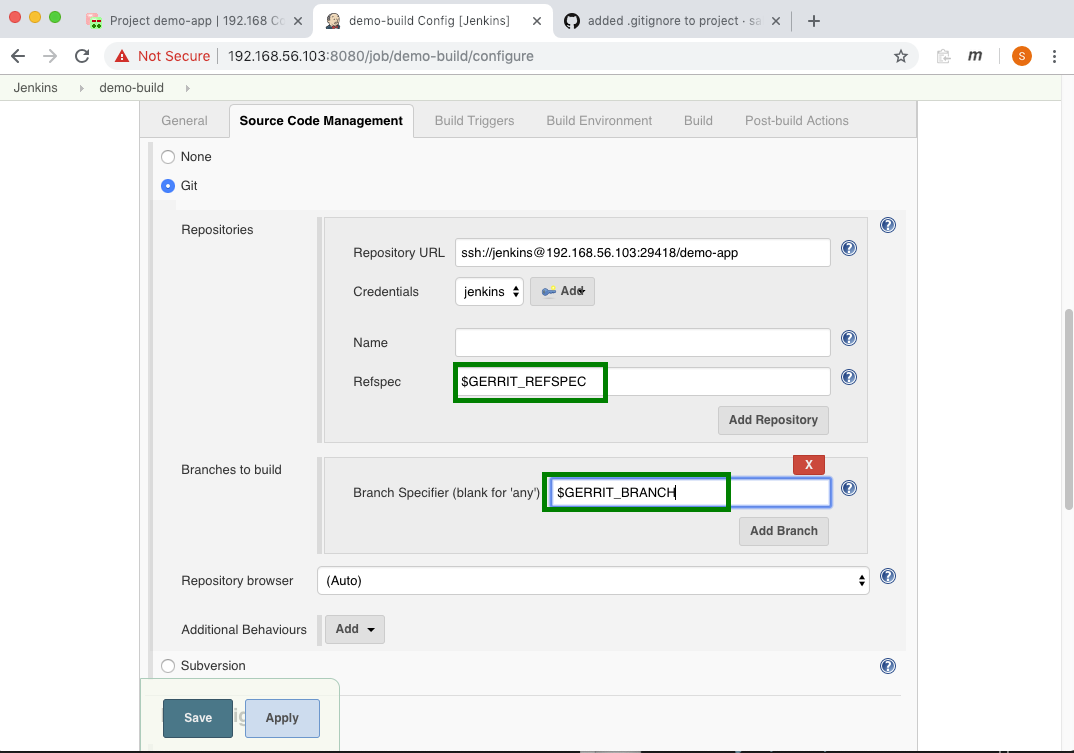 Project demo-app | 192.168 Co
demo-build Config [Jenkins]
added .gitignore to project · sa
Not Secure
192.168.56.103:8080/job/demo-build/configure
m
S
Jenkins
demo-build
General
Source Code Management
Build Triggers
Build Environment
Build
Post-build Actions
None
Git
Repositories
Repository URL
ssh://jenkins@192.168.56.103:29418/demo-app
Credentials
jenkins
Add
Name
Refspec
$GERRIT_REFSPEC
Add Repository
Branches to build
X
Branch Specifier (blank for 'any')
$GERRIT_BRANCH
Add Branch
Repository browser
(Auto)
Additional Behaviours
Add
Subversion
Save
Apply